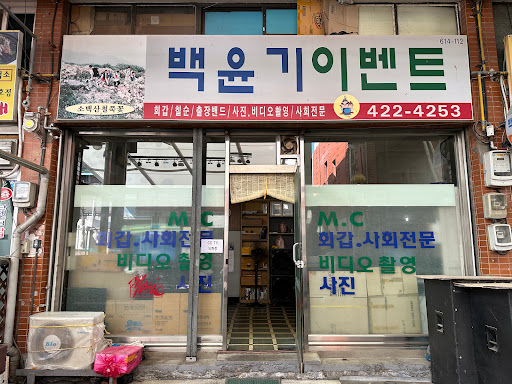 614-112
백윤기이벤트
소백산철쭉꽃
회갑/칠순/출장밴드/사진,비디오촬영/사회전문
422-4253
M.C
회갑.사회전문
비디오촬영
사진
M.C
회갑.사회전문
비디오촬영
사진